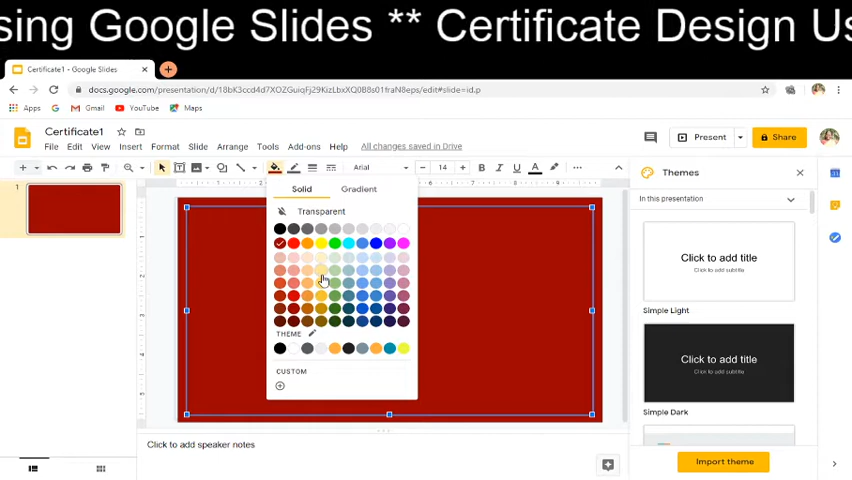 sing Google Slides ** Certificate Design Us
Certificate1 - Google Slides
docs.google.com/presentation/d/18bK3ccd4d7XOZGuiqFj29KizLbxXQ088s01fraN8eps/edit#slide=id.p
Apps Gmail YouTube Maps
Certificate1
File Edit View Insert Format Slide Arrange Tools Add-ons Help All changes saved in Drive
Present
Share
Arial 14 B I U A
Themes
Solid Gradient
In this presentation
Transparent
THEME
CUSTOM
Click to add title
Click to add subtitle
Simple Light
Click to add title
Click to add subtitle
Simple Dark
Click to add speaker notes
Import theme